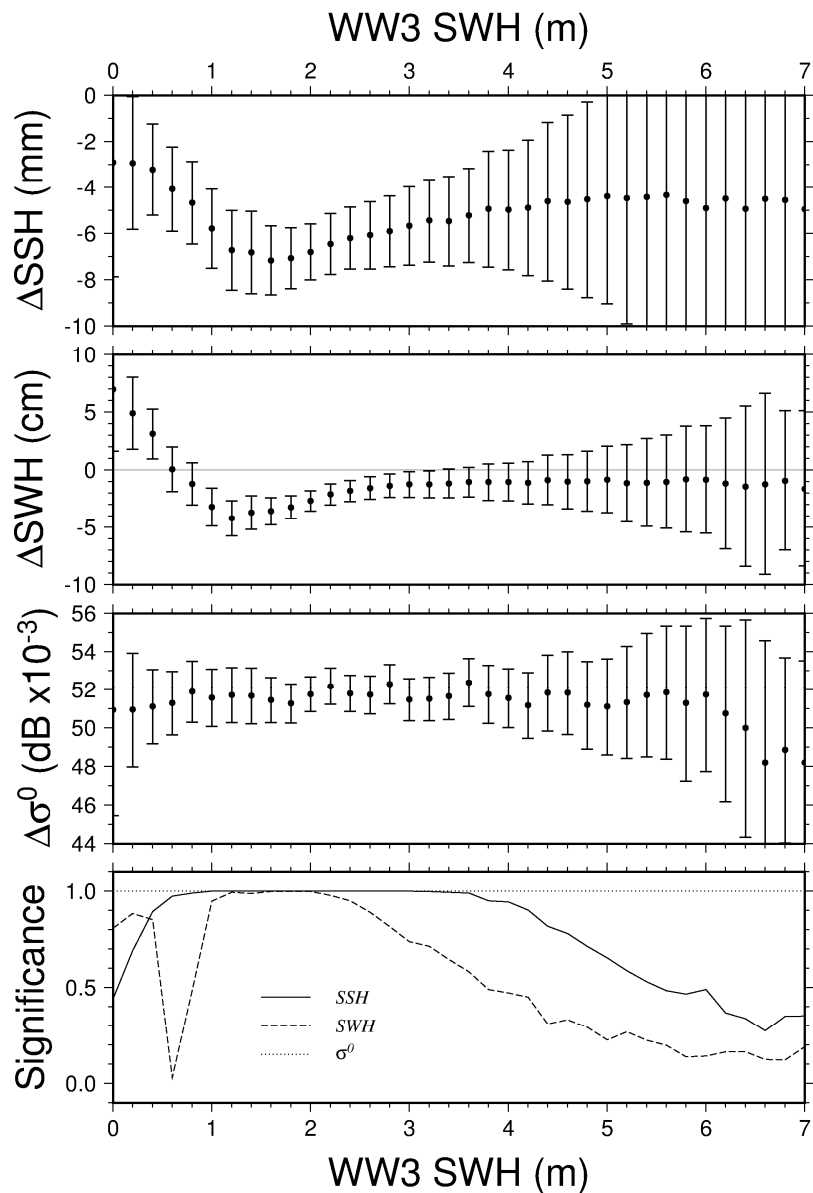 WW3 SWH (m)
0 1 2 3 4 5 6 7
ΔSSH (mm)
0
-2
-4
-6
-8
-10
ΔSWH (cm)
10
5
0
-5
-10
Δσ⁰ (dB x10⁻³)
56
54
52
50
48
46
44
Significance
1.0
0.5
0.0
SSH
SWH
σ⁰
0 1 2 3 4 5 6 7
WW3 SWH (m)